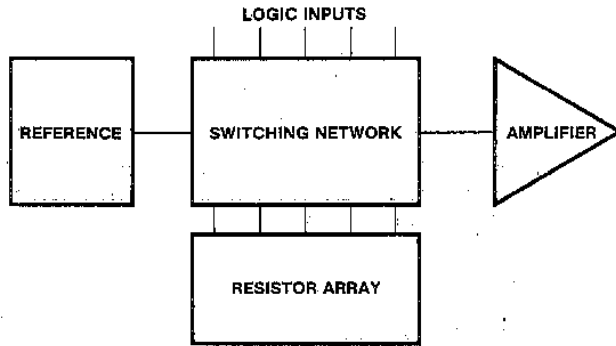 LOGIC INPUTS
REFERENCE
SWITCHING NETWORK
AMPLIFIER
RESISTOR ARRAY